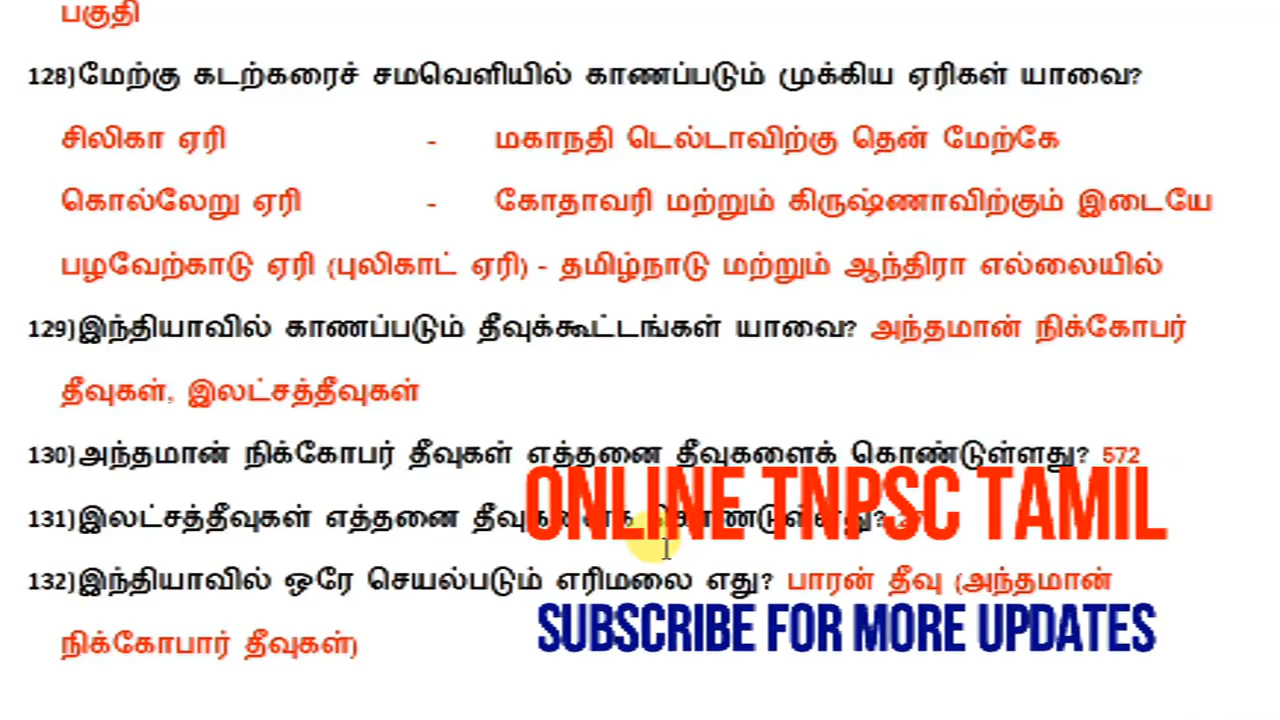 பகுதி
128)மேற்கு கடற்கரைச் சமவெளியில் காணப்படும் முக்கிய ஏரிகள் யாவை?
சிலிகா ஏரி - மகாநதி டெல்டாவிற்கு தென் மேற்கே
கொல்லேறு ஏரி - கோதாவரி மற்றும் கிருஷ்ணாவிற்கும் இடையே
பழவேற்காடு ஏரி (புலிகாட் ஏரி) - தமிழ்நாடு மற்றும் ஆந்திரா எல்லையில்
129)இந்தியாவில் காணப்படும் தீவுக்கூட்டங்கள் யாவை? அந்தமான் நிக்கோபர்
தீவுகள், இலட்சத்தீவுகள்
130)அந்தமான் நிக்கோபர் தீவுகள் எத்தனை தீவுகளைக் கொண்டுள்ளது? 572
131)இலட்சத்தீவுகள் எத்தனை தீவுகளைக் கொண்டுள்ளது?
ONLINE TNPSC TAMIL
132)இந்தியாவில் ஒரே செயல்படும் எரிமலை எது? பாரன் தீவு (அந்தமான்
நிக்கோபார் தீவுகள்)
SUBSCRIBE FOR MORE UPDATES